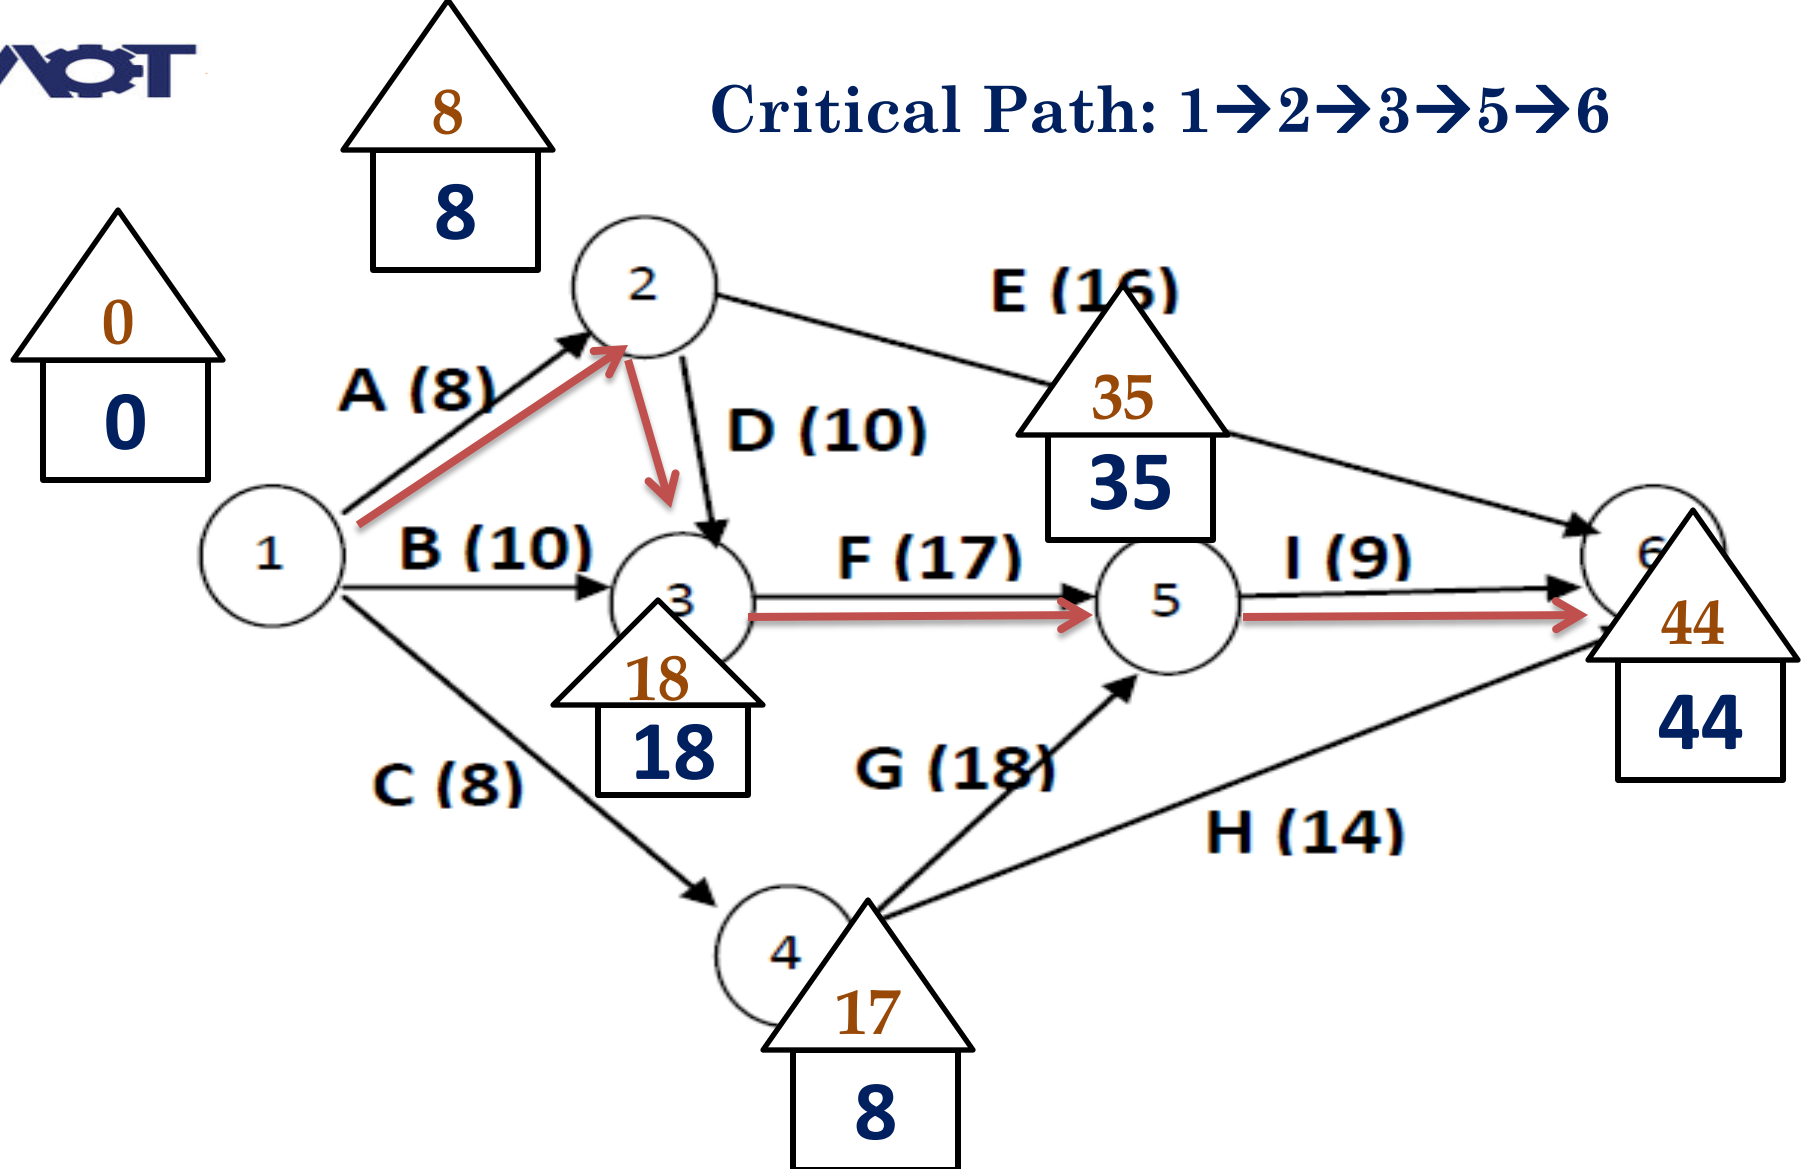 8
Critical Path: 1→2→3→5→6
8
0
2
E (16)
0
A (8)
35
D (10)
35
1
B (10)
3
F (17)
5
I (9)
6
18
44
18
44
C (8)
G (18)
H (14)
4
17
8